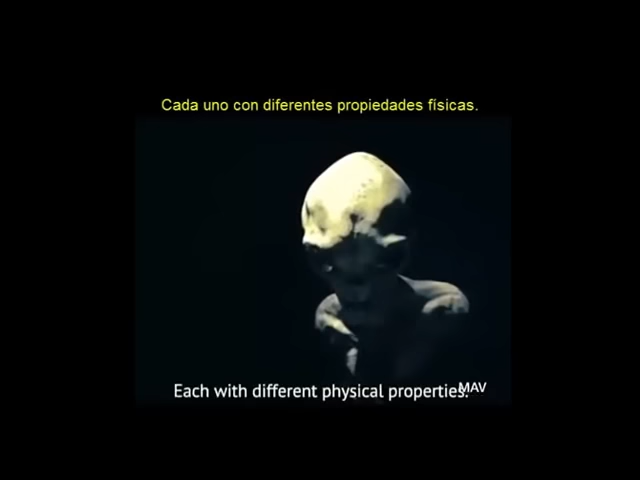 Cada uno con diferentes propiedades físicas.
Each with different physical properties.
MAV